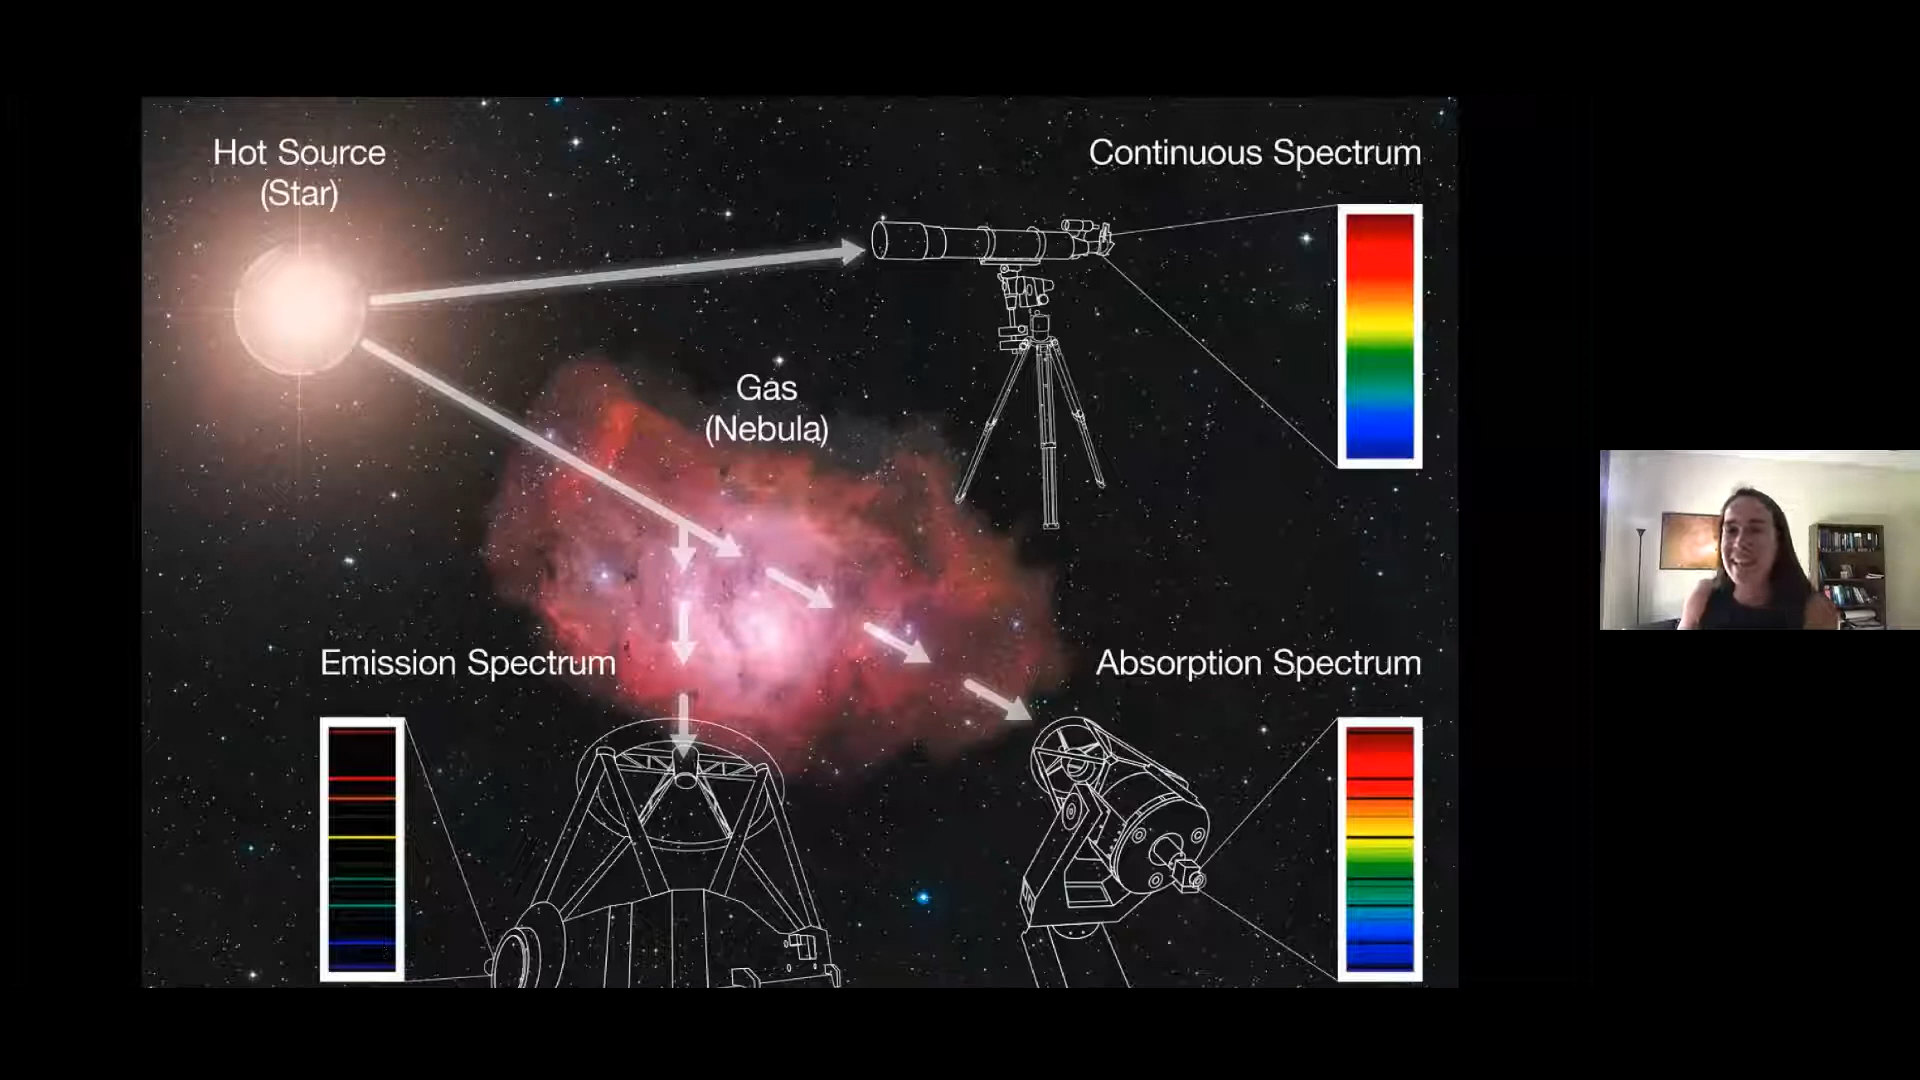 Hot Source
(Star)
Continuous Spectrum
Gas
(Nebula)
Emission Spectrum
Absorption Spectrum